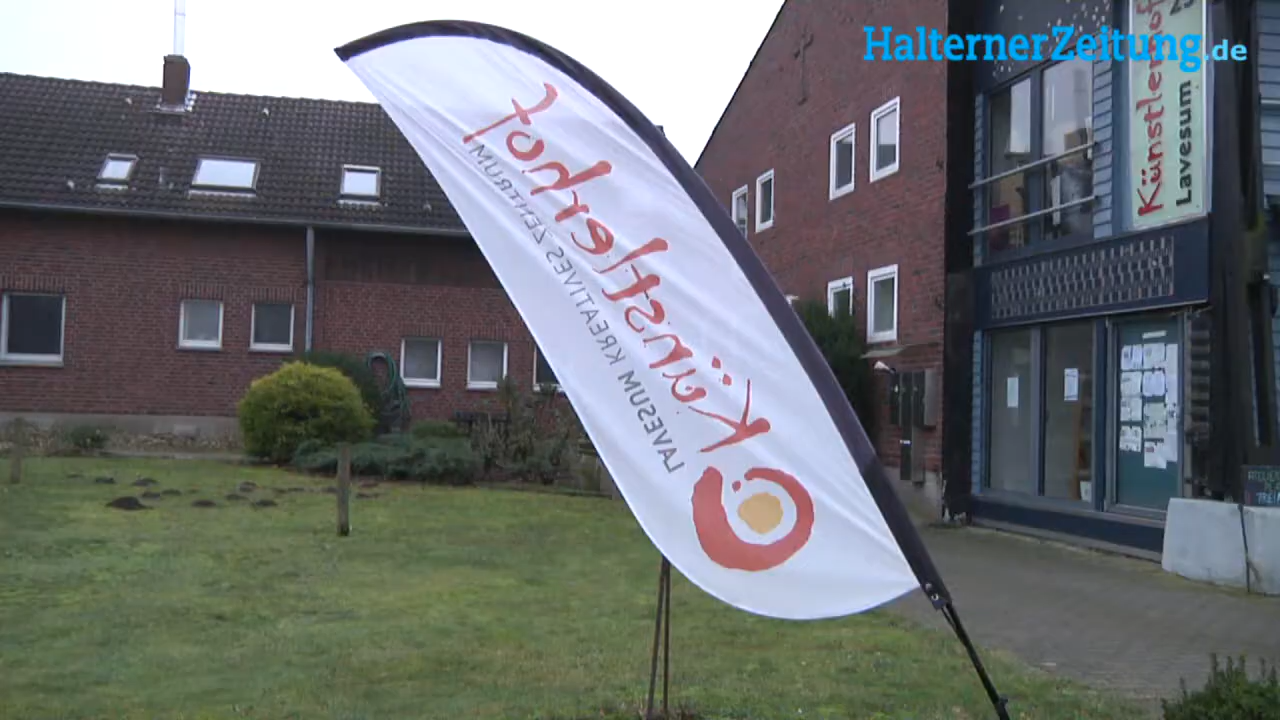 HalternerZeitung.de
Künstlerhof
LAVESUM KREATIVES ZENTRUM
Künstlerhof
Lavesum